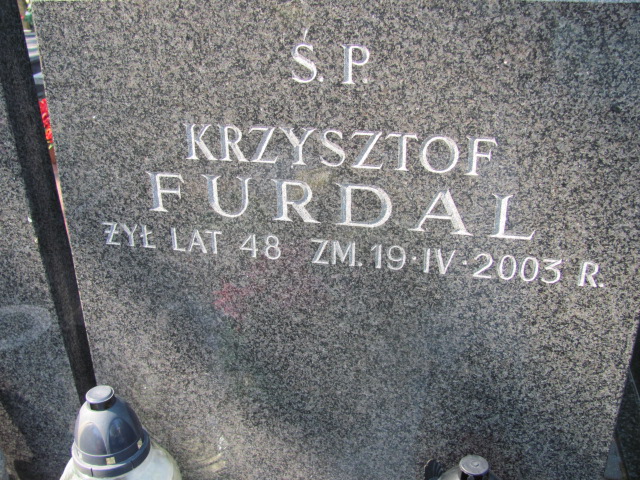 Ś.P.
KRZYSZTOF
FURDAL
ŻYŁ LAT 48 ZM. 19·IV·2003 R.